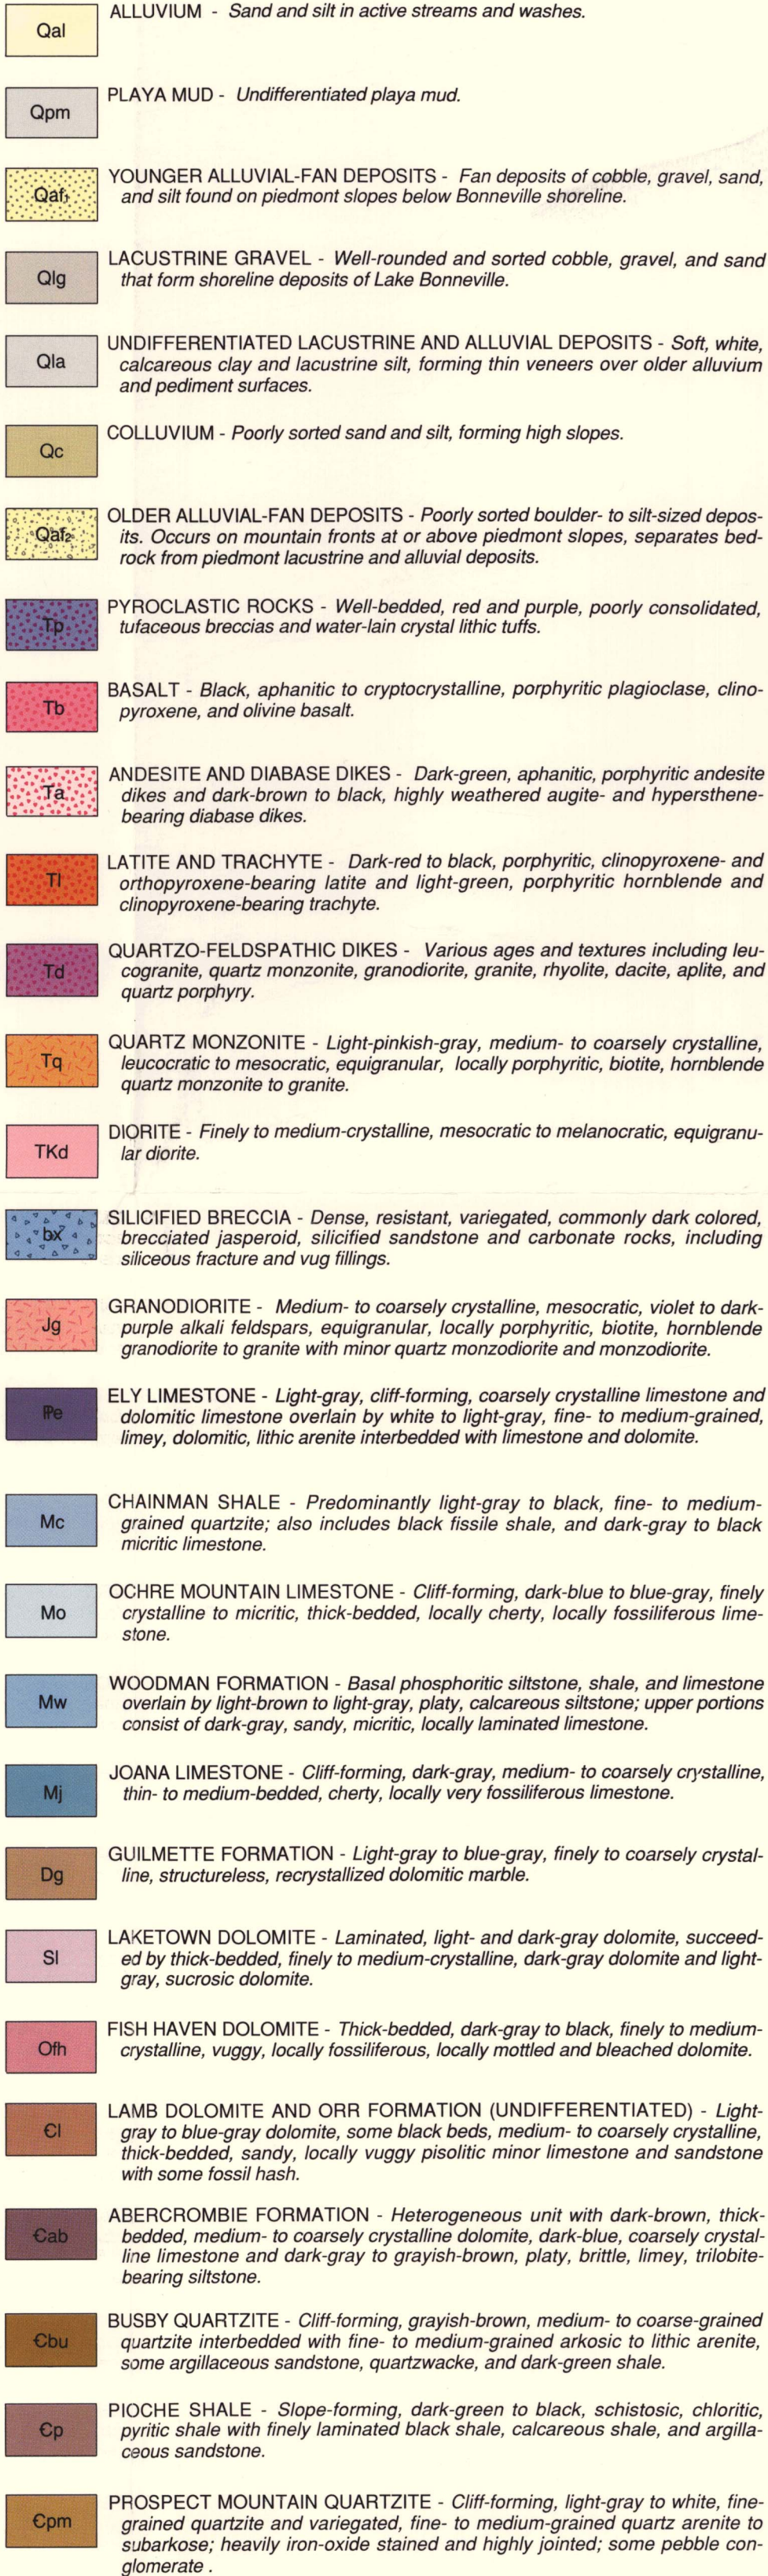 Qal
ALLUVIUM - Sand and silt in active streams and washes.
Qpm
PLAYA MUD - Undifferentiated playa mud.
Qaf₁
YOUNGER ALLUVIAL-FAN DEPOSITS - Fan deposits of cobble, gravel, sand,
and silt found on piedmont slopes below Bonneville shoreline.
Qlg
LACUSTRINE GRAVEL - Well-rounded and sorted cobble, gravel, and sand
that form shoreline deposits of Lake Bonneville.
Qla
UNDIFFERENTIATED LACUSTRINE AND ALLUVIAL DEPOSITS - Soft, white,
calcareous clay and lacustrine silt, forming thin veneers over older alluvium
and pediment surfaces.
Qc
COLLUVIUM - Poorly sorted sand and silt, forming high slopes.
Qaf₂
OLDER ALLUVIAL-FAN DEPOSITS - Poorly sorted boulder- to silt-sized depos-
its. Occurs on mountain fronts at or above piedmont slopes, separates bed-
rock from piedmont lacustrine and alluvial deposits.
Tp
PYROCLASTIC ROCKS - Well-bedded, red and purple, poorly consolidated,
tufaceous breccias and water-lain crystal lithic tuffs.
Tb
BASALT - Black, aphanitic to cryptocrystalline, porphyritic plagioclase, clino-
pyroxene, and olivine basalt.
Ta
ANDESITE AND DIABASE DIKES - Dark-green, aphanitic, porphyritic andesite
dikes and dark-brown to black, highly weathered augite- and hypersthene-
bearing diabase dikes.
Tl
LATITE AND TRACHYTE - Dark-red to black, porphyritic, clinopyroxene- and
orthopyroxene-bearing latite and light-green, porphyritic hornblende and
clinopyroxene-bearing trachyte.
Td
QUARTZO-FELDSPATHIC DIKES - Various ages and textures including leu-
cogranite, quartz monzonite, granodiorite, granite, rhyolite, dacite, aplite, and
quartz porphyry.
Tq
QUARTZ MONZONITE - Light-pinkish-gray, medium- to coarsely crystalline,
leucocratic to mesocratic, equigranular, locally porphyritic, biotite, hornblende
quartz monzonite to granite.
TKd
DIORITE - Finely to medium-crystalline, mesocratic to melanocratic, equigranu-
lar diorite.
bx
SILICIFIED BRECCIA - Dense, resistant, variegated, commonly dark colored,
brecciated jasperoid, silicified sandstone and carbonate rocks, including
siliceous fracture and vug fillings.
Jg
GRANODIORITE - Medium- to coarsely crystalline, mesocratic, violet to dark-
purple alkali feldspars, equigranular, locally porphyritic, biotite, hornblende
granodiorite to granite with minor quartz monzodiorite and monzodiorite.
ℙe
ELY LIMESTONE - Light-gray, cliff-forming, coarsely crystalline limestone and
dolomitic limestone overlain by white to light-gray, fine- to medium-grained,
limey, dolomitic, lithic arenite interbedded with limestone and dolomite.
Mc
CHAINMAN SHALE - Predominantly light-gray to black, fine- to medium-
grained quartzite; also includes black fissile shale, and dark-gray to black
micritic limestone.
Mo
OCHRE MOUNTAIN LIMESTONE - Cliff-forming, dark-blue to blue-gray, finely
crystalline to micritic, thick-bedded, locally cherty, locally fossiliferous lime-
stone.
Mw
WOODMAN FORMATION - Basal phosphoritic siltstone, shale, and limestone
overlain by light-brown to light-gray, platy, calcareous siltstone; upper portions
consist of dark-gray, sandy, micritic, locally laminated limestone.
Mj
JOANA LIMESTONE - Cliff-forming, dark-gray, medium- to coarsely crystalline,
thin- to medium-bedded, cherty, locally very fossiliferous limestone.
Dg
GUILMETTE FORMATION - Light-gray to blue-gray, finely to coarsely crystal-
line, structureless, recrystallized dolomitic marble.
Sl
LAKETOWN DOLOMITE - Laminated, light- and dark-gray dolomite, succeed-
ed by thick-bedded, finely to medium-crystalline, dark-gray dolomite and light-
gray, sucrosic dolomite.
Ofh
FISH HAVEN DOLOMITE - Thick-bedded, dark-gray to black, finely to medium-
crystalline, vuggy, locally fossiliferous, locally mottled and bleached dolomite.
Єl
LAMB DOLOMITE AND ORR FORMATION (UNDIFFERENTIATED) - Light-
gray to blue-gray dolomite, some black beds, medium- to coarsely crystalline,
thick-bedded, sandy, locally vuggy pisolitic minor limestone and sandstone
with some fossil hash.
Єab
ABERCROMBIE FORMATION - Heterogeneous unit with dark-brown, thick-
bedded, medium- to coarsely crystalline dolomite, dark-blue, coarsely crystal-
line limestone and dark-gray to grayish-brown, platy, brittle, limey, trilobite-
bearing siltstone.
Єbu
BUSBY QUARTZITE - Cliff-forming, grayish-brown, medium- to coarse-grained
quartzite interbedded with fine- to medium-grained arkosic to lithic arenite,
some argillaceous sandstone, quartzwacke, and dark-green shale.
Єp
PIOCHE SHALE - Slope-forming, dark-green to black, schistosic, chloritic,
pyritic shale with finely laminated black shale, calcareous shale, and argilla-
ceous sandstone.
Єpm
PROSPECT MOUNTAIN QUARTZITE - Cliff-forming, light-gray to white, fine-
grained quartzite and variegated, fine- to medium-grained quartz arenite to
subarkose; heavily iron-oxide stained and highly jointed; some pebble con-
glomerate .